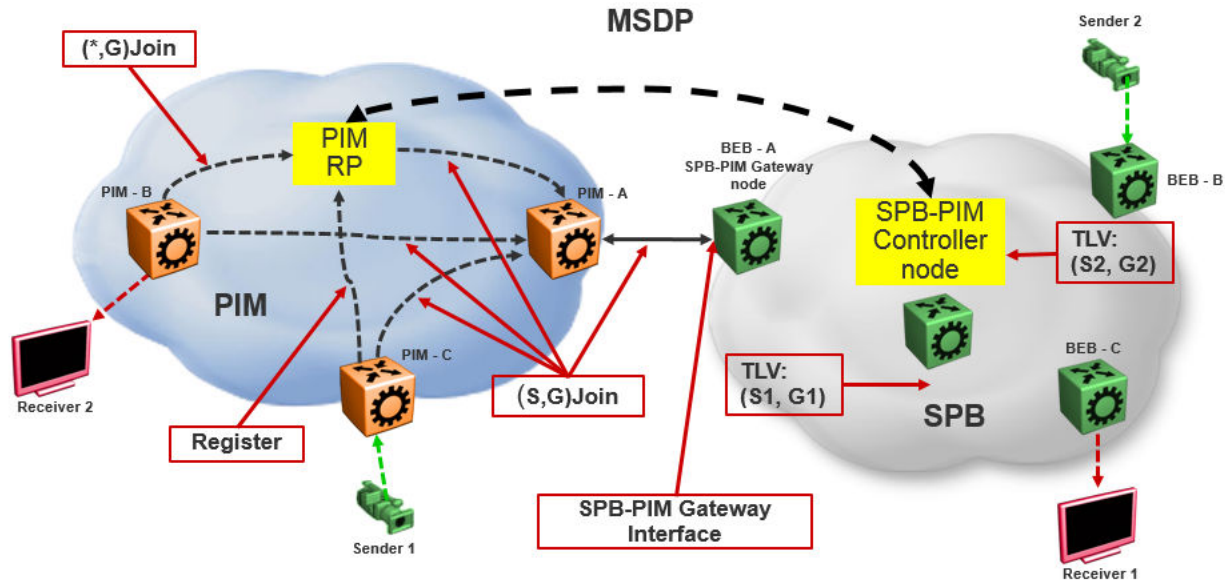 MSDP
Sender 2
(*,G)Join
PIM
RP
BEB - A
SPB-PIM Gateway
node
PIM - B
PIM - A
BEB - B
SPB-PIM
Controller
node
TLV:
(S2, G2)
PIM
PIM - C
BEB - C
Receiver 2
(S,G)Join
TLV:
(S1, G1)
SPB
Register
SPB-PIM Gateway
Interface
Sender 1
Receiver 1